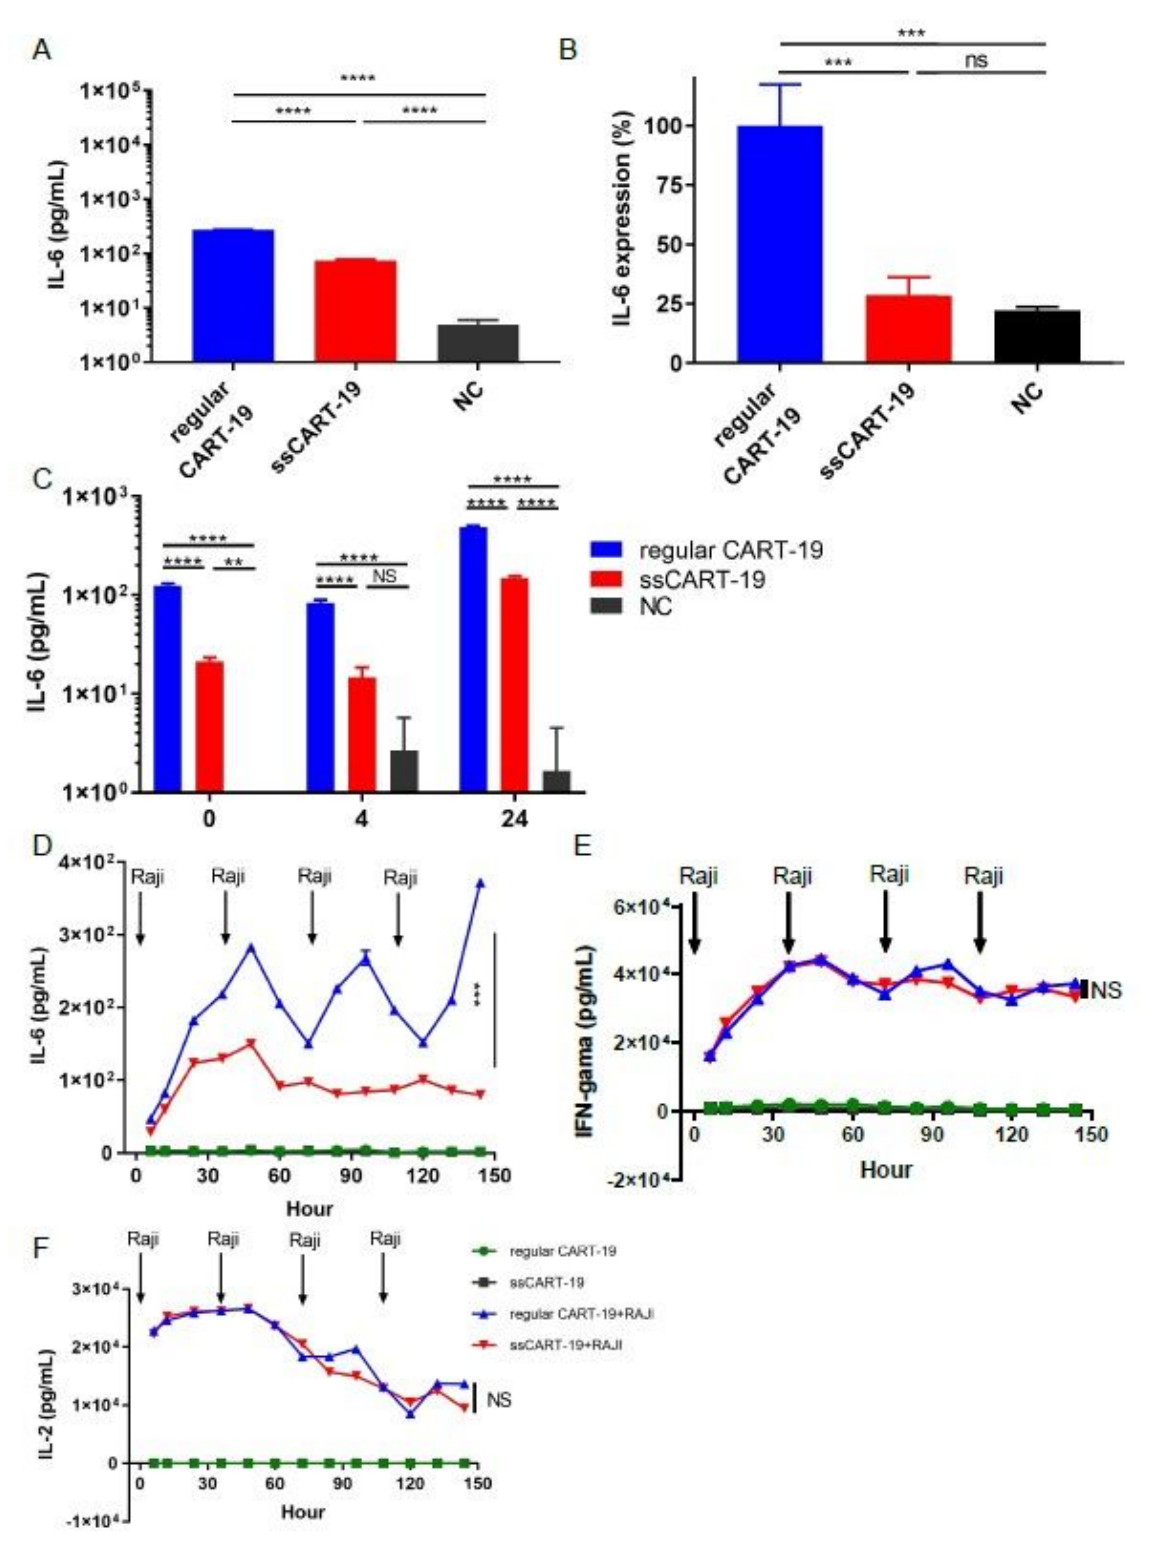 A
IL-6 (pg/mL)
1×10⁵
1×10⁴
1×10³
1×10²
1×10¹
1×10⁰
****
**** ****
regular CART-19
ssCART-19
NC
B
IL-6 expression (%)
100
75
50
25
0
***
*** ns
regular CART-19
ssCART-19
NC
C
IL-6 (pg/mL)
1×10³
1×10²
1×10¹
1×10⁰
****
**** **
****
**** NS
****
**** ****
0 4 24
regular CART-19
ssCART-19
NC
D
IL-6 (pg/mL)
4×10²
3×10²
2×10²
1×10²
0
Raji Raji Raji Raji
***
0 30 60 90 120 150
Hour
E
IFN-gama (pg/mL)
6×10⁴
4×10⁴
2×10⁴
0
-2×10⁴
Raji Raji Raji Raji
NS
0 30 60 90 120 150
Hour
F
IL-2 (pg/mL)
3×10⁴
2×10⁴
1×10⁴
0
-1×10⁴
Raji Raji Raji Raji
NS
0 30 60 90 120 150
Hour
regular CART-19
ssCART-19
regular CART-19+RAJI
ssCART-19+RAJI